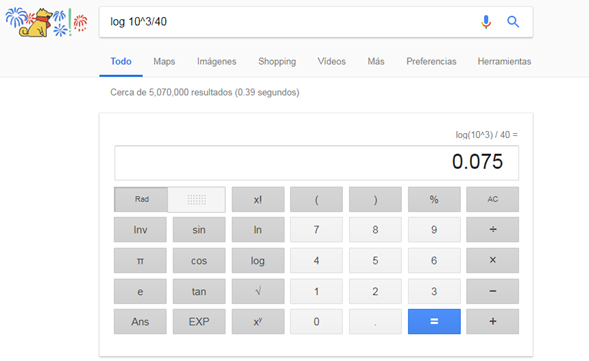 log 10^3/40
Todo Maps Imágenes Shopping Vídeos Más Preferencias Herramientas
Cerca de 5,070,000 resultados (0.39 segundos)
log(10^3) / 40 =
0.075
Rad x! ( ) % AC
Inv sin ln 7 8 9 ÷
π cos log 4 5 6 ×
e tan √ 1 2 3 −
Ans EXP xʸ 0 . = +